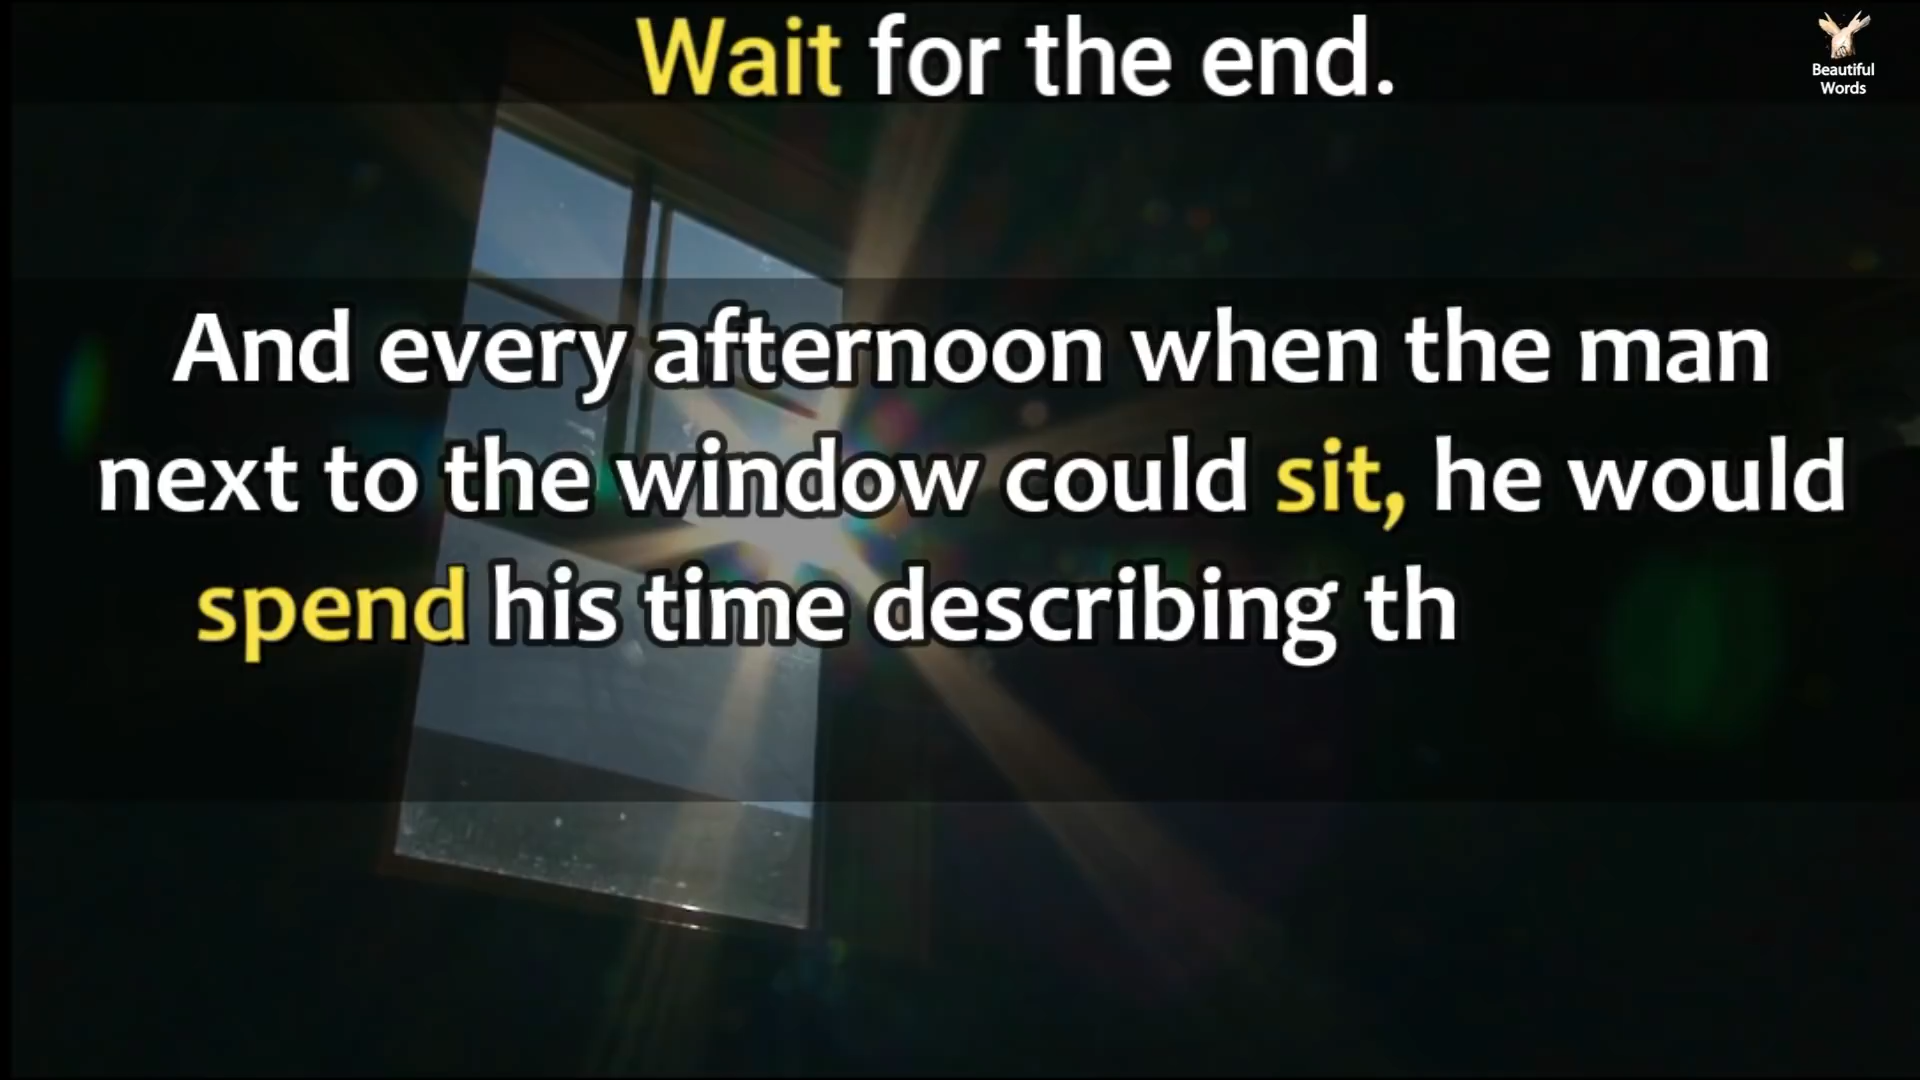 Wait for the end.
Beautiful
Words
And every afternoon when the man
next to the window could sit, he would
spend his time describing th